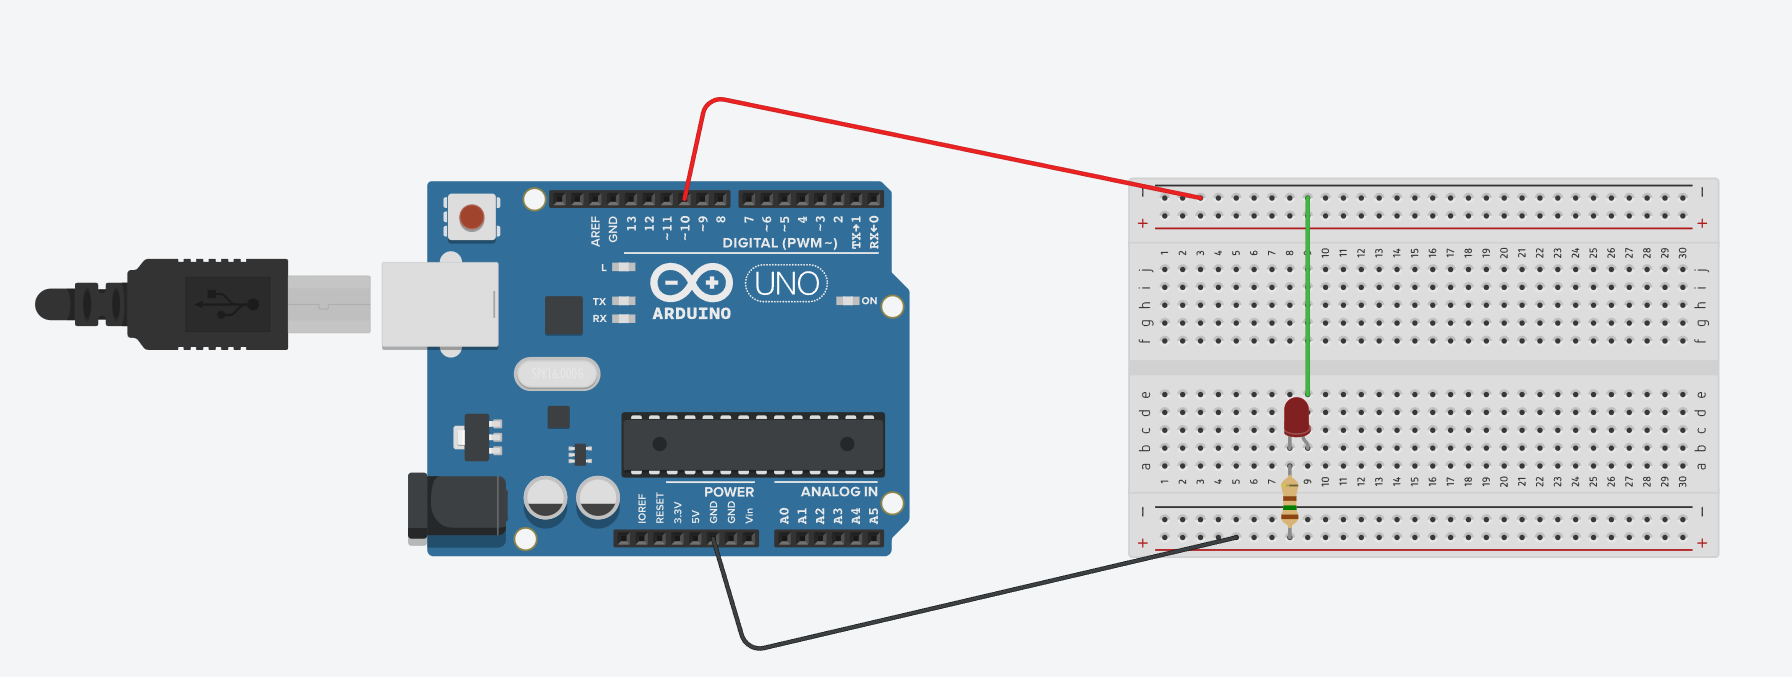 AREF
GND
13
12
~11
~10
~9
8
7
~6
~5
4
~3
2
TX→1
RX←0
DIGITAL (PWM~)
L
TX
RX
ARDUINO
UNO
ON
SPK16.000G
IOREF
RESET
3.3V
5V
GND
GND
Vin
POWER
ANALOG IN
A0
A1
A2
A3
A4
A5
− −
+ +
1 2 3 4 5 6 7 8 9 10 11 12 13 14 15 16 17 18 19 20 21 22 23 24 25 26 27 28 29 30
j j
i i
h h
g g
f f
e e
d d
c c
b b
a a
1 2 3 4 5 6 7 8 9 10 11 12 13 14 15 16 17 18 19 20 21 22 23 24 25 26 27 28 29 30
− −
+ +